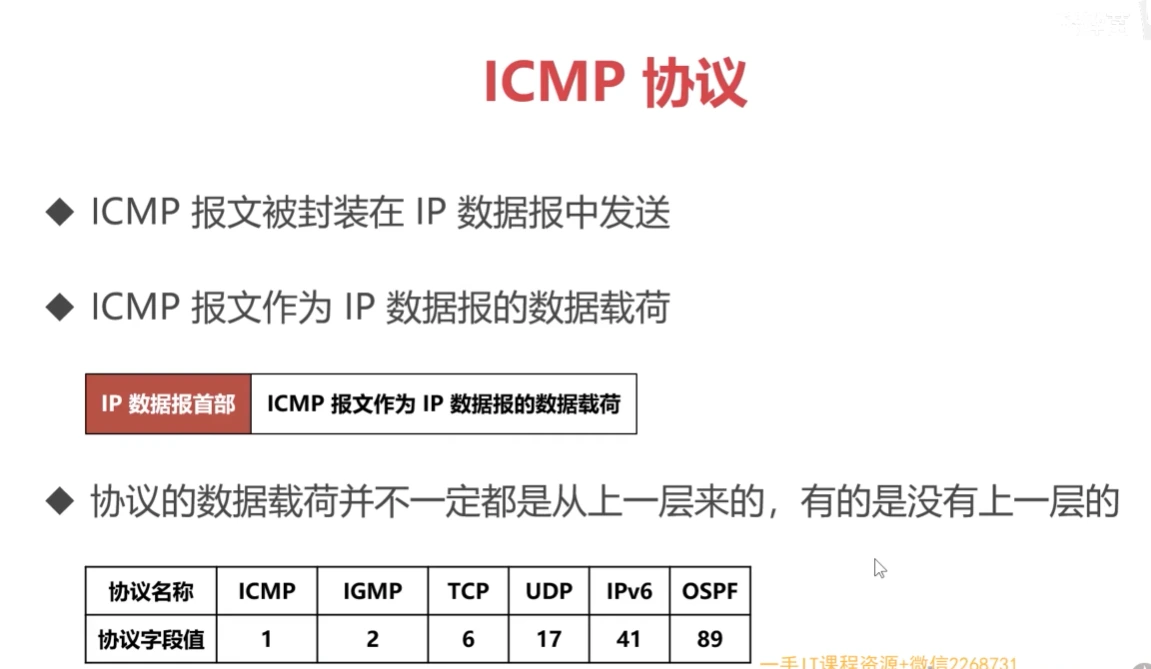 ICMP 协议
◆ ICMP 报文被封装在 IP 数据报中发送
◆ ICMP 报文作为 IP 数据报的数据载荷
IP 数据报首部 ICMP 报文作为 IP 数据报的数据载荷
◆ 协议的数据载荷并不一定都是从上一层来的，有的是没有上一层的
协议名称 ICMP IGMP TCP UDP IPv6 OSPF
协议字段值 1 2 6 17 41 89
一手IT课程资源+微信2268731